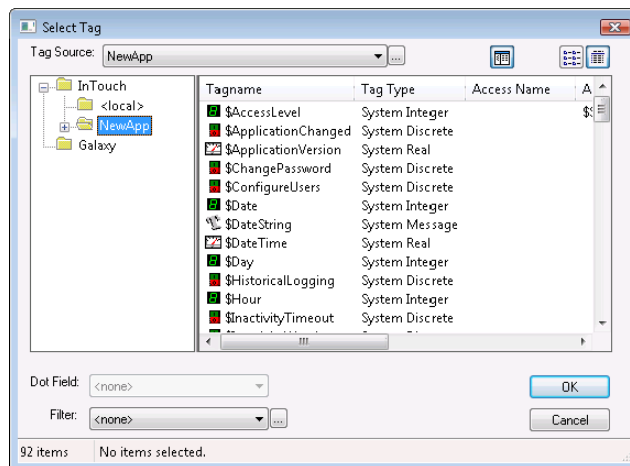 Select Tag
Tag Source: NewApp ...
InTouch
<local>
NewApp
Galaxy
Tagname Tag Type Access Name A
$AccessLevel System Integer $S
$ApplicationChanged System Discrete
$ApplicationVersion System Real
$ChangePassword System Discrete
$ConfigureUsers System Discrete
$Date System Integer
$DateString System Message
$DateTime System Real
$Day System Integer
$HistoricalLogging System Discrete
$Hour System Integer
$InactivityTimeout System Discrete
Dot Field: <none>
OK
Filter: <none> ...
Cancel
92 items No items selected.